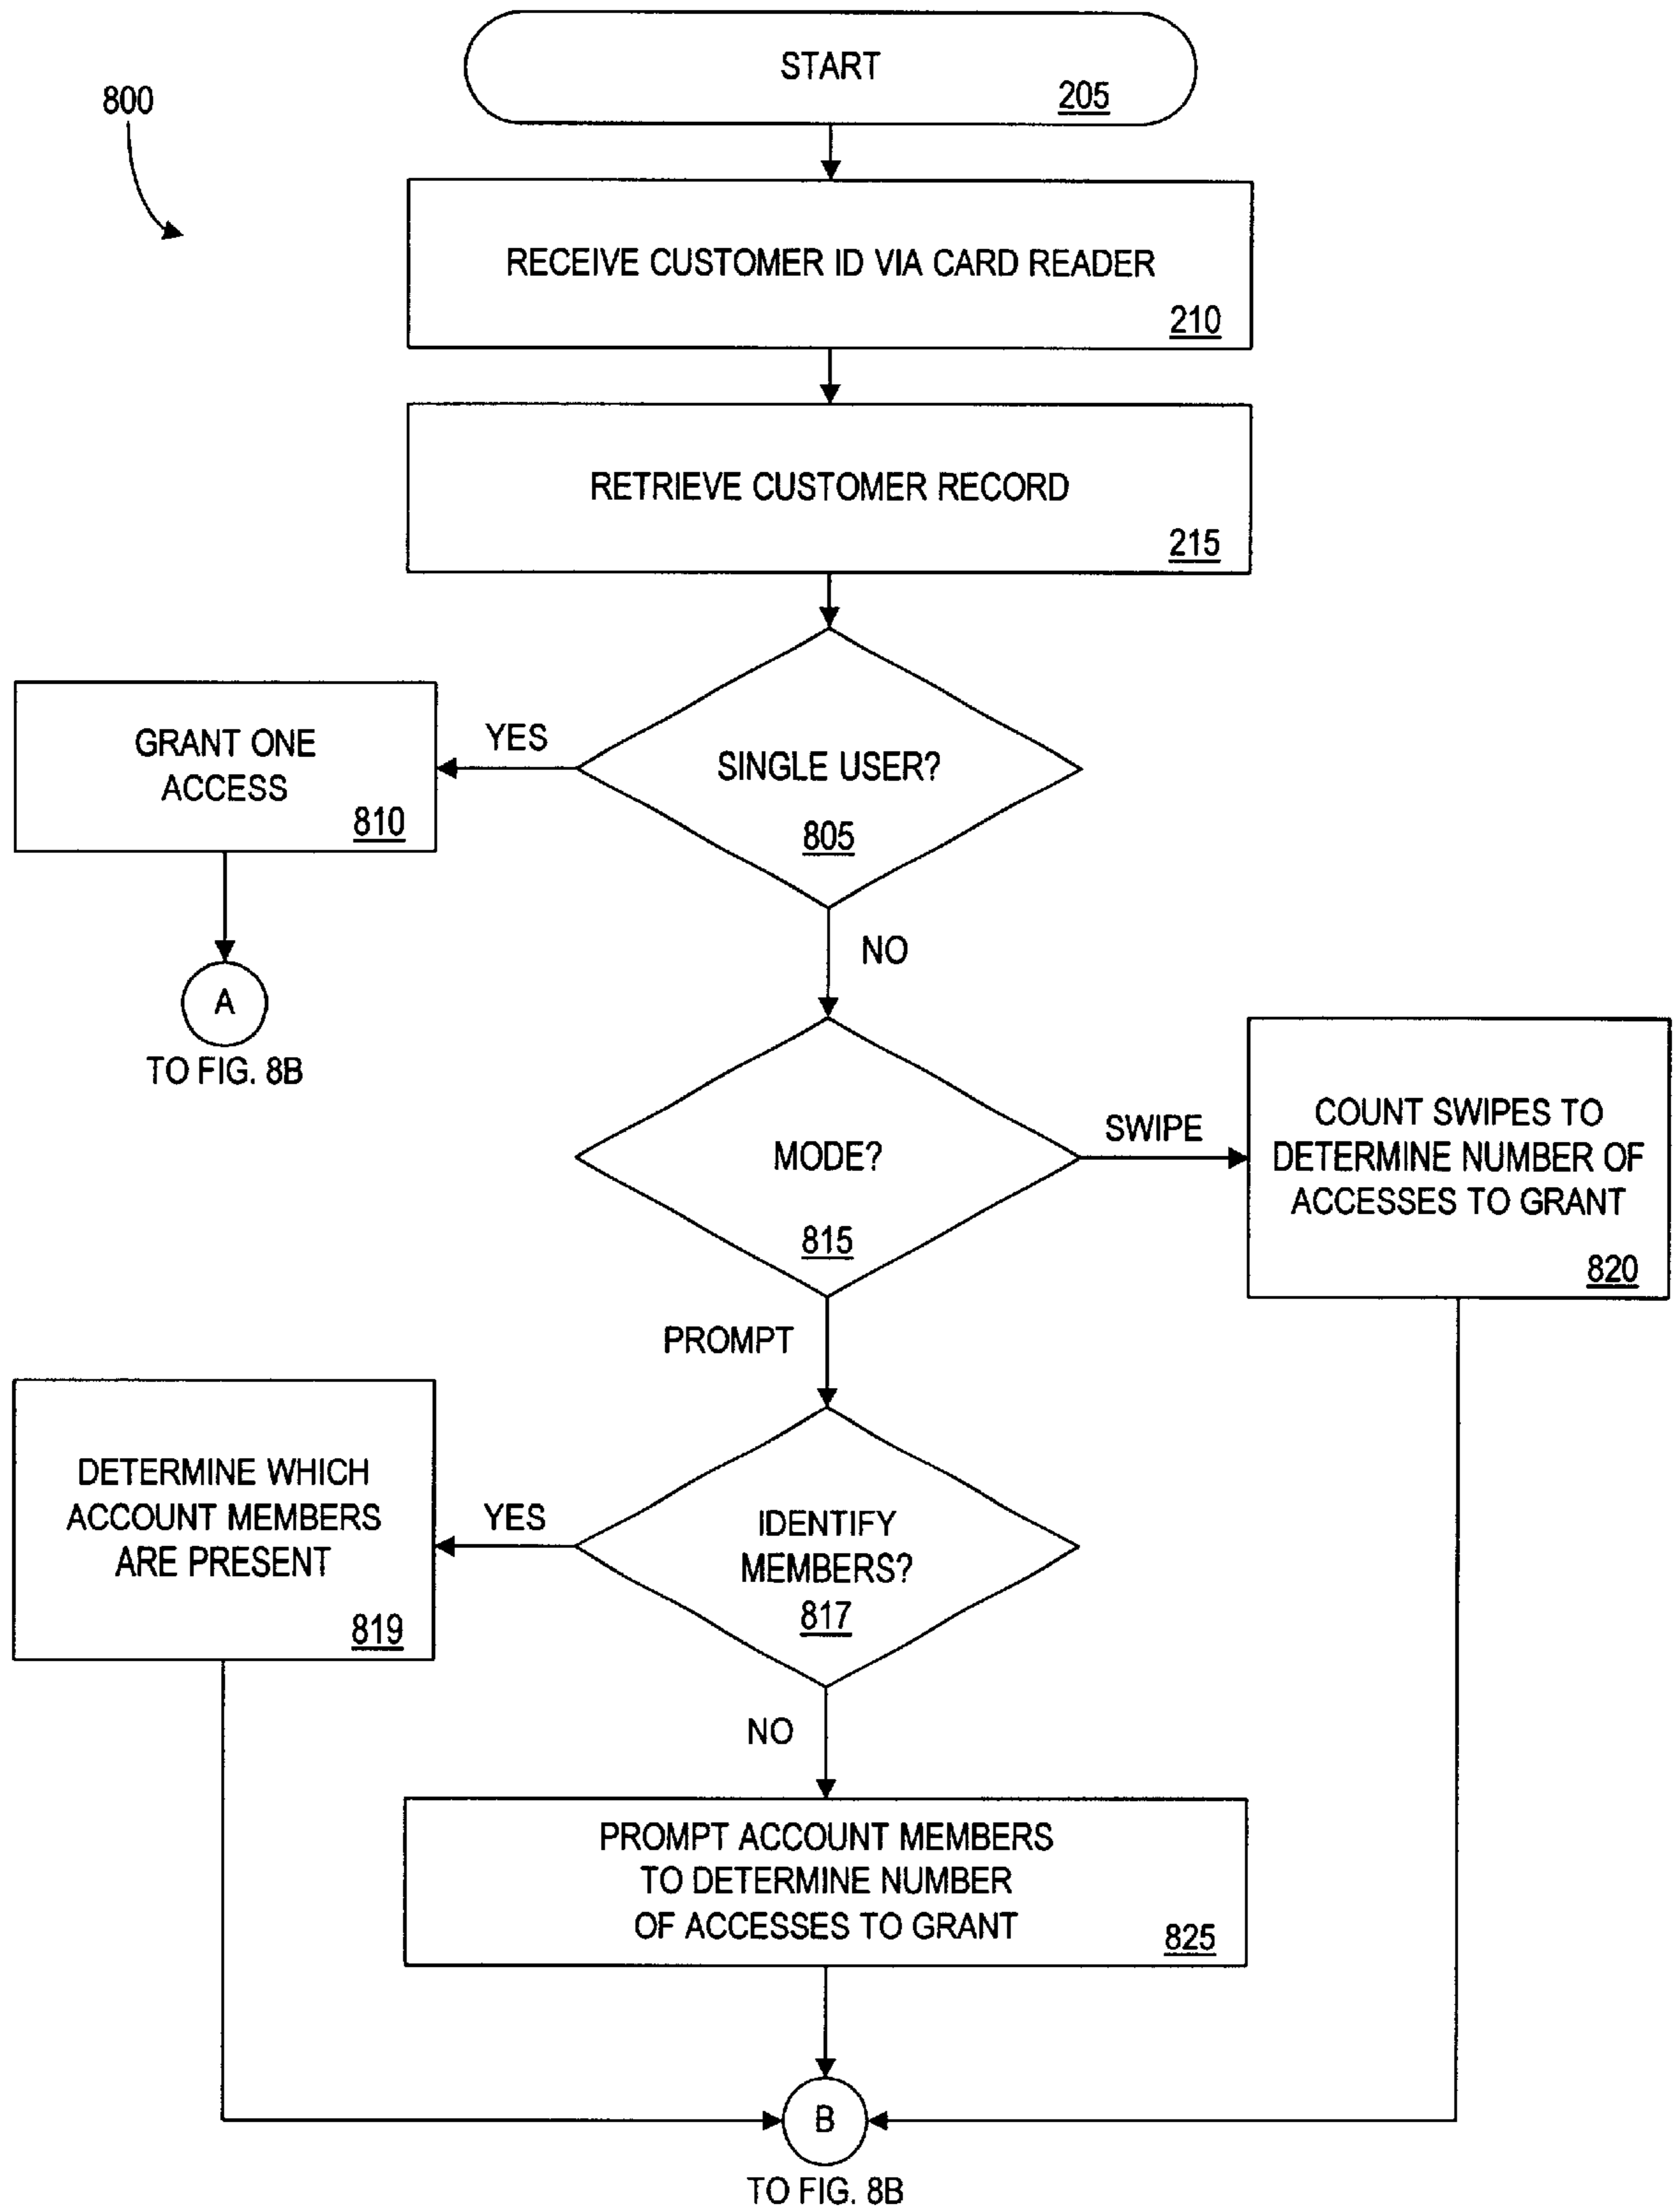 START
205
800
RECEIVE CUSTOMER ID VIA CARD READER
210
RETRIEVE CUSTOMER RECORD
215
GRANT ONE
ACCESS
810
YES
SINGLE USER?
805
NO
A
TO FIG. 8B
MODE?
815
SWIPE
COUNT SWIPES TO
DETERMINE NUMBER OF
ACCESSES TO GRANT
820
PROMPT
DETERMINE WHICH
ACCOUNT MEMBERS
ARE PRESENT
819
YES
IDENTIFY
MEMBERS?
817
NO
PROMPT ACCOUNT MEMBERS
TO DETERMINE NUMBER
OF ACCESSES TO GRANT
825
B
TO FIG. 8B